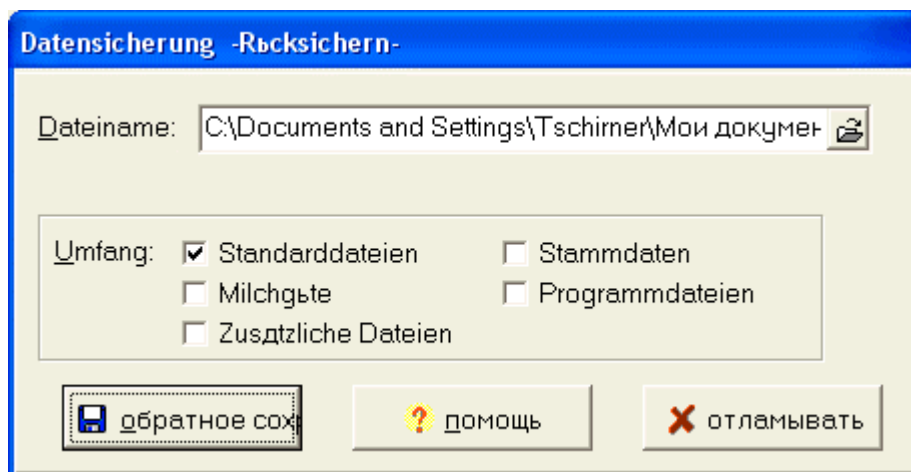 Datensicherung -Rьcksichern-
Dateiname: C:\Documents and Settings\Tschirner\Мои докумен
Umfang: Standarddateien Stammdaten
Milchgьte Programmdateien
Zusдtzliche Dateien
обратное сохр помощь отламывать